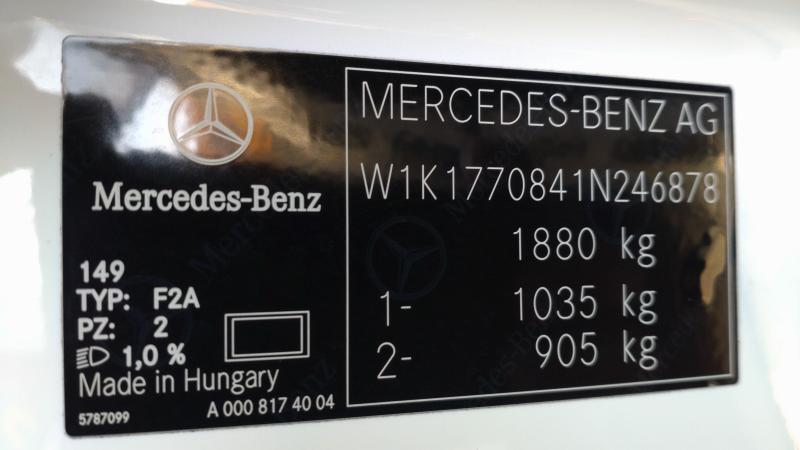 Mercedes-Benz
149
TYP: F2A
PZ: 2
1,0 %
Made in Hungary
5787099
A 000 817 40 04
MERCEDES-BENZ AG
W1K1770841N246878
1880 kg
1- 1035 kg
2- 905 kg